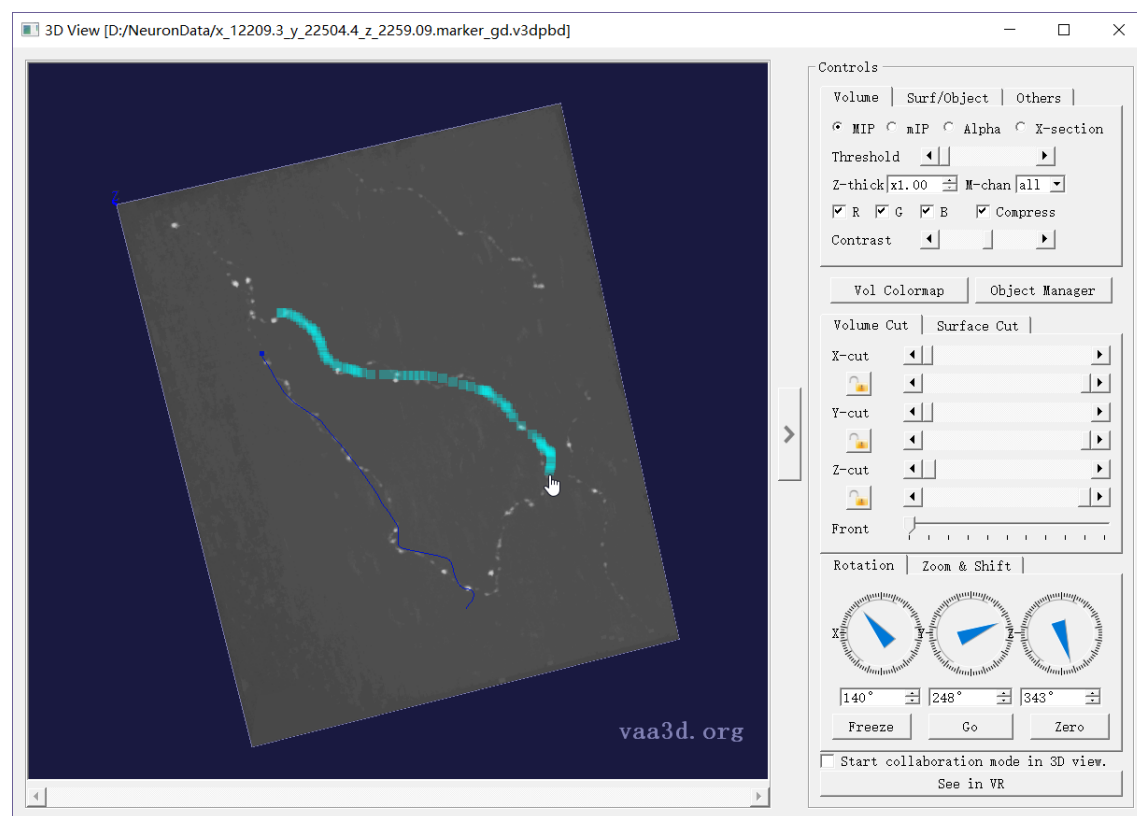 3D View [D:/NeuronData/x_12209.3_y_22504.4_z_2259.09.marker_gd.v3dpbd]
Z
vaa3d.org
Controls
Volume Surf/Object Others
MIP mIP Alpha X-section
Threshold
Z-thick x1.00 M-chan all
R G B Compress
Contrast
Vol Colormap Object Manager
Volume Cut Surface Cut
X-cut
Y-cut
Z-cut
Front
Rotation Zoom & Shift
X- Y- Z-
140° 248° 343°
Freeze Go Zero
Start collaboration mode in 3D view.
See in VR